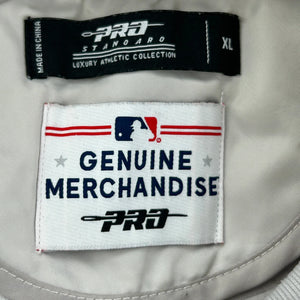 MADE IN CHINA
PRO
STANDARD
LUXURY ATHLETIC COLLECTION
XL
GENUINE
MERCHANDISE
PRO